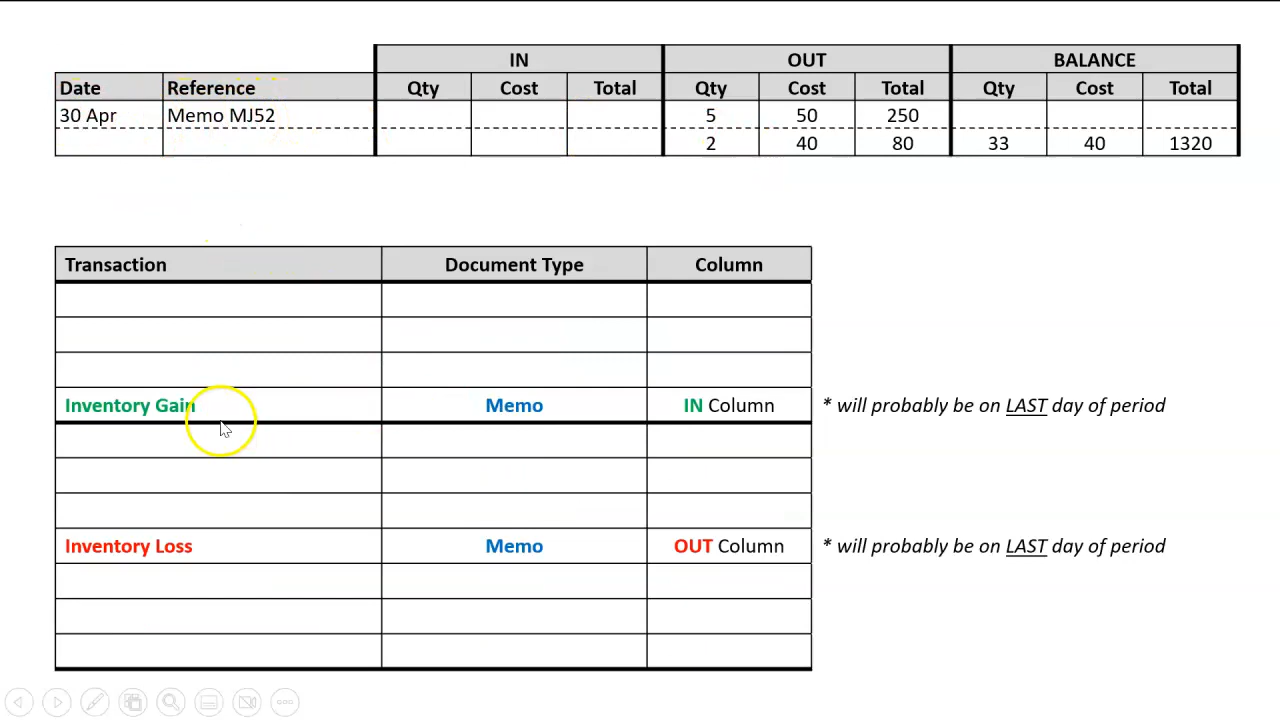 IN OUT BALANCE
Date Reference Qty Cost Total Qty Cost Total Qty Cost Total
30 Apr Memo MJ52 5 50 250
2 40 80 33 40 1320
Transaction Document Type Column
Inventory Gain Memo IN Column * will probably be on LAST day of period
Inventory Loss Memo OUT Column * will probably be on LAST day of period